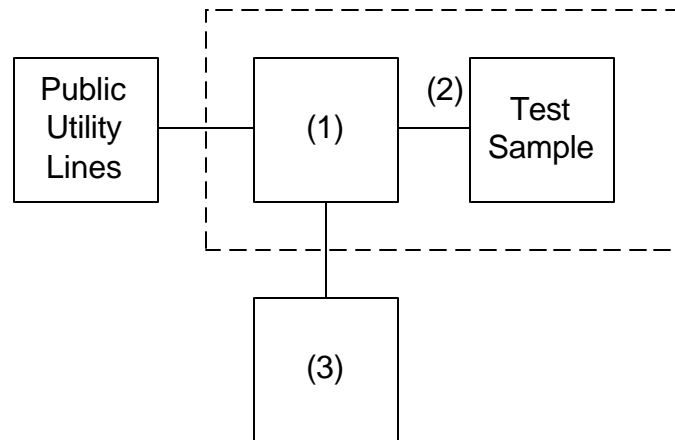 Public
Utility
Lines
(1)
(2)
Test
Sample
(3)